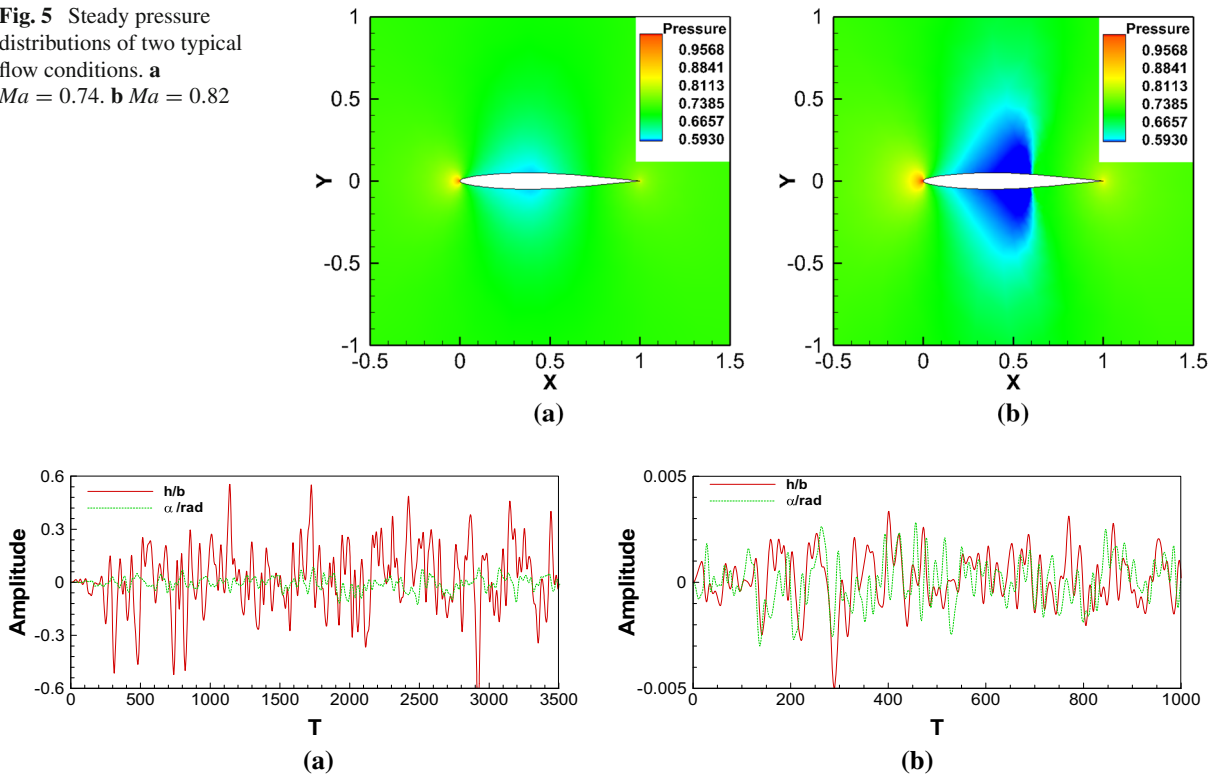 Fig. 5 Steady pressure
distributions of two typical
flow conditions. a
Ma = 0.74. b Ma = 0.82
1
0.5
0
-0.5
-1
Y
-0.5 0 0.5 1 1.5
X
Pressure
0.9568
0.8841
0.8113
0.7385
0.6657
0.5930
(a)
1
0.5
0
-0.5
-1
Y
-0.5 0 0.5 1 1.5
X
Pressure
0.9568
0.8841
0.8113
0.7385
0.6657
0.5930
(b)
0.6
0.3
0
-0.3
-0.6
Amplitude
h/b
α/rad
0 500 1000 1500 2000 2500 3000 3500
T
(a)
0.005
0
-0.005
Amplitude
h/b
α/rad
0 200 400 600 800 1000
T
(b)